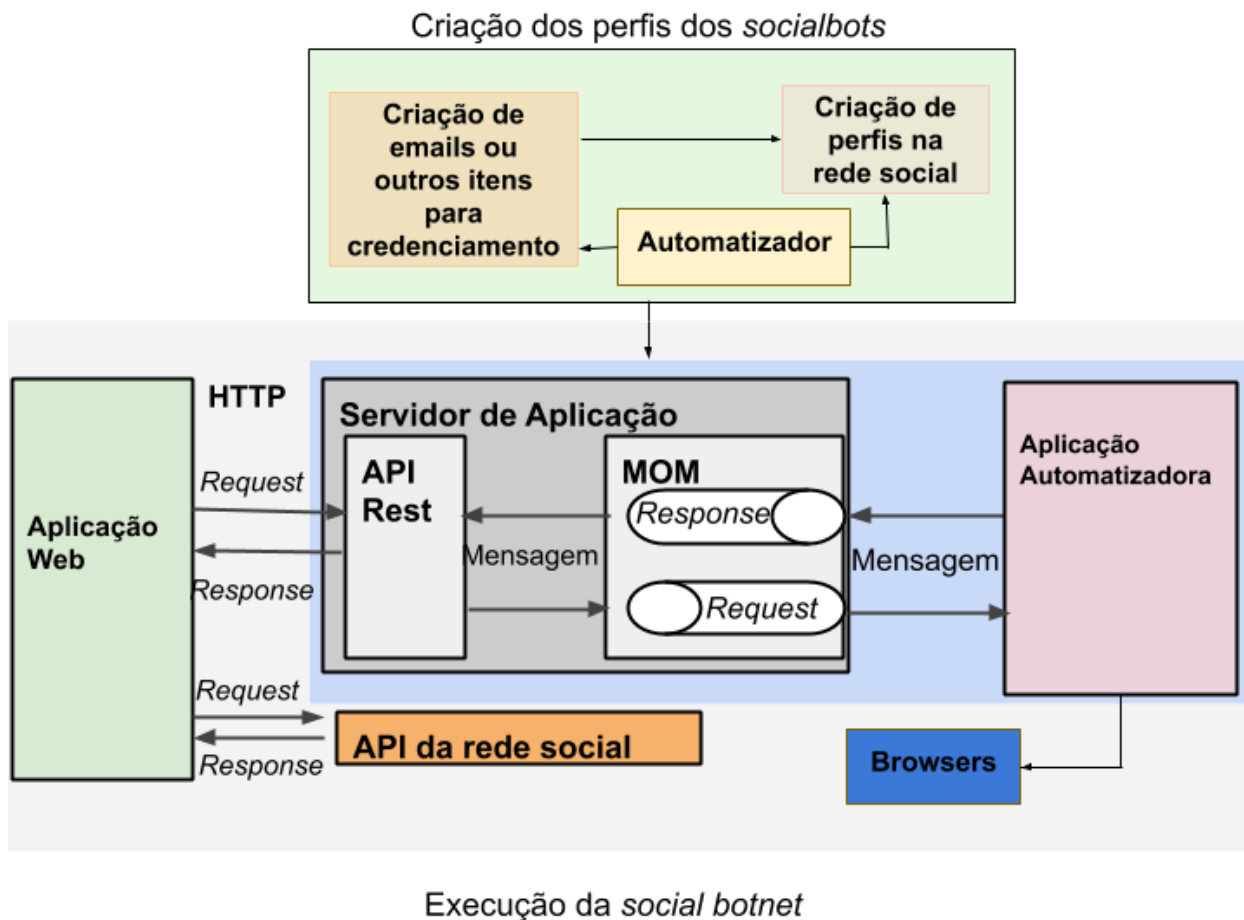 Criação dos perfis dos socialbots
Criação de
emails ou
outros itens
para
credenciamento
Criação de
perfis na
rede social
Automatizador
HTTP
Servidor de Aplicação
API
Rest
MOM
Aplicação
Automatizadora
Request
Response
Aplicação
Web
Mensagem
Mensagem
Response
Request
Request
API da rede social
Response
Browsers
Execução da social botnet